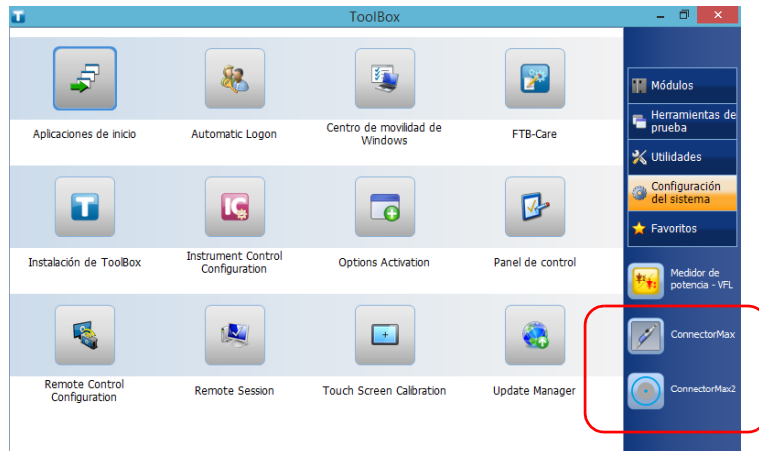 ToolBox
Aplicaciones de inicio
Automatic Logon
Centro de movilidad de
Windows
FTB-Care
Instalación de ToolBox
Instrument Control
Configuration
Options Activation
Panel de control
Remote Control
Configuration
Remote Session
Touch Screen Calibration
Update Manager
Módulos
Herramientas de
prueba
Utilidades
Configuración
del sistema
Favoritos
Medidor de
potencia - VFL
ConnectorMax
ConnectorMax2